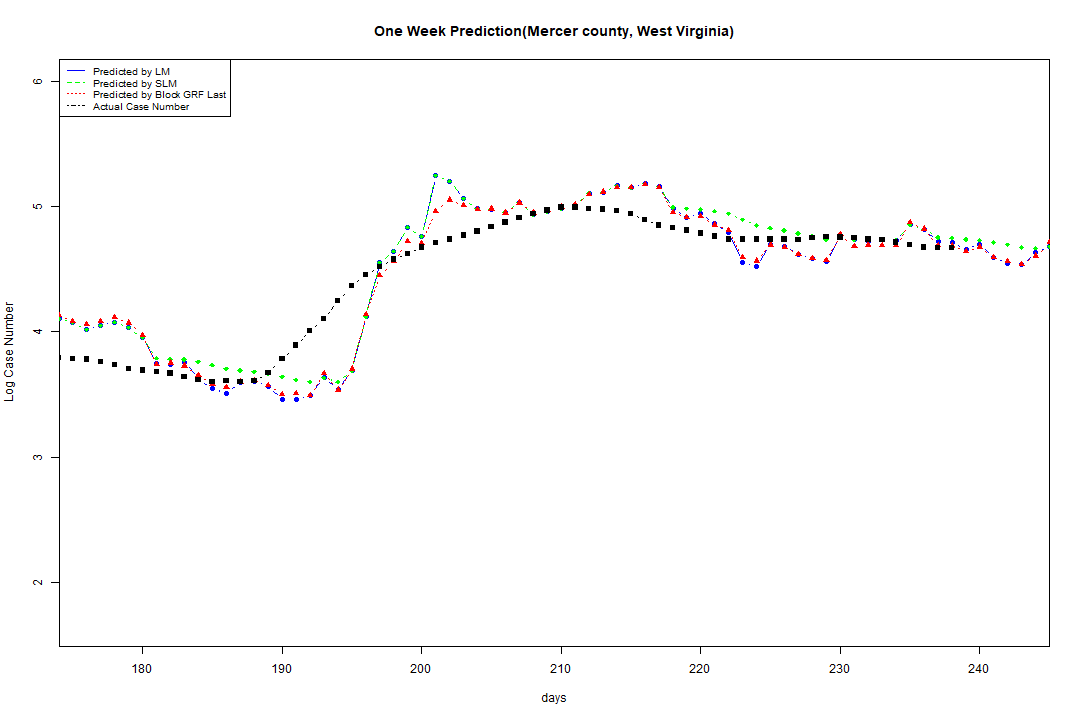 One Week Prediction(Mercer county, West Virginia)
Predicted by LM
Predicted by SLM
Predicted by Block GRF Last
Actual Case Number
6
5
4
3
2
Log Case Number
180 190 200 210 220 230 240
days